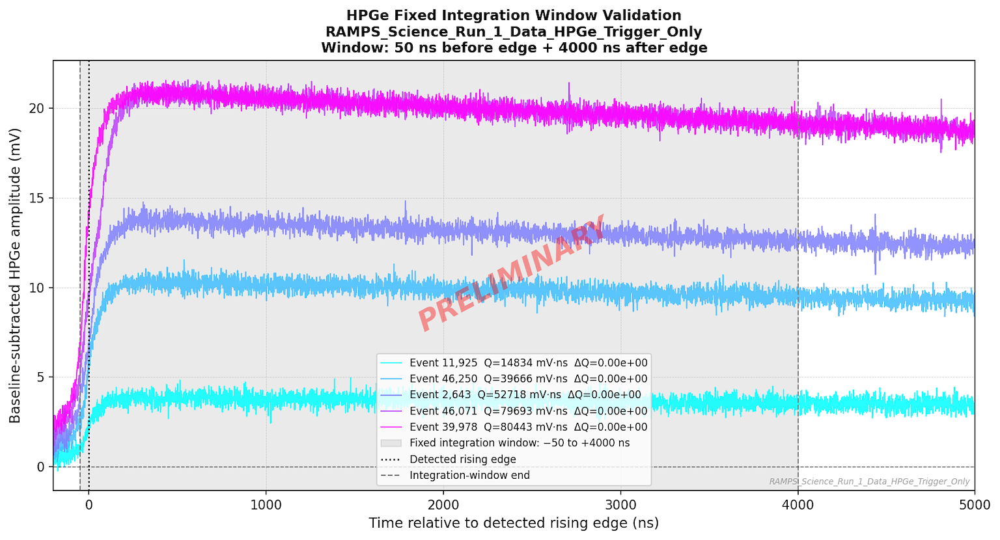 HPGe Fixed Integration Window Validation
RAMPS_Science_Run_1_Data_HPGe_Trigger_Only
Window: 50 ns before edge + 4000 ns after edge
Baseline-subtracted HPGe amplitude (mV)
20
15
10
5
0
PRELIMINARY
Event 11,925 Q=14834 mV·ns ΔQ=0.00e+00
Event 46,250 Q=39666 mV·ns ΔQ=0.00e+00
Event 2,643 Q=52718 mV·ns ΔQ=0.00e+00
Event 46,071 Q=79693 mV·ns ΔQ=0.00e+00
Event 39,978 Q=80443 mV·ns ΔQ=0.00e+00
Fixed integration window: −50 to +4000 ns
Detected rising edge
Integration-window end
RAMPS_Science_Run_1_Data_HPGe_Trigger_Only
0
1000
2000
3000
4000
5000
Time relative to detected rising edge (ns)